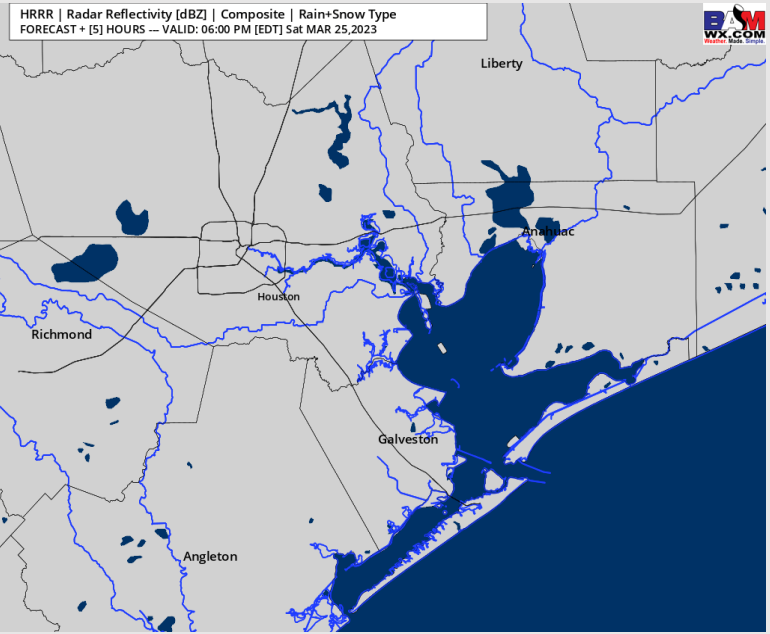 HRRR | Radar Reflectivity [dBZ] | Composite | Rain+Snow Type
FORECAST + [5] HOURS --- VALID: 06:00 PM [EDT] Sat MAR 25,2023
BAM
WX.COM
Weather. Made. Simple.
Liberty
Anahuac
Houston
Richmond
Galveston
Angleton